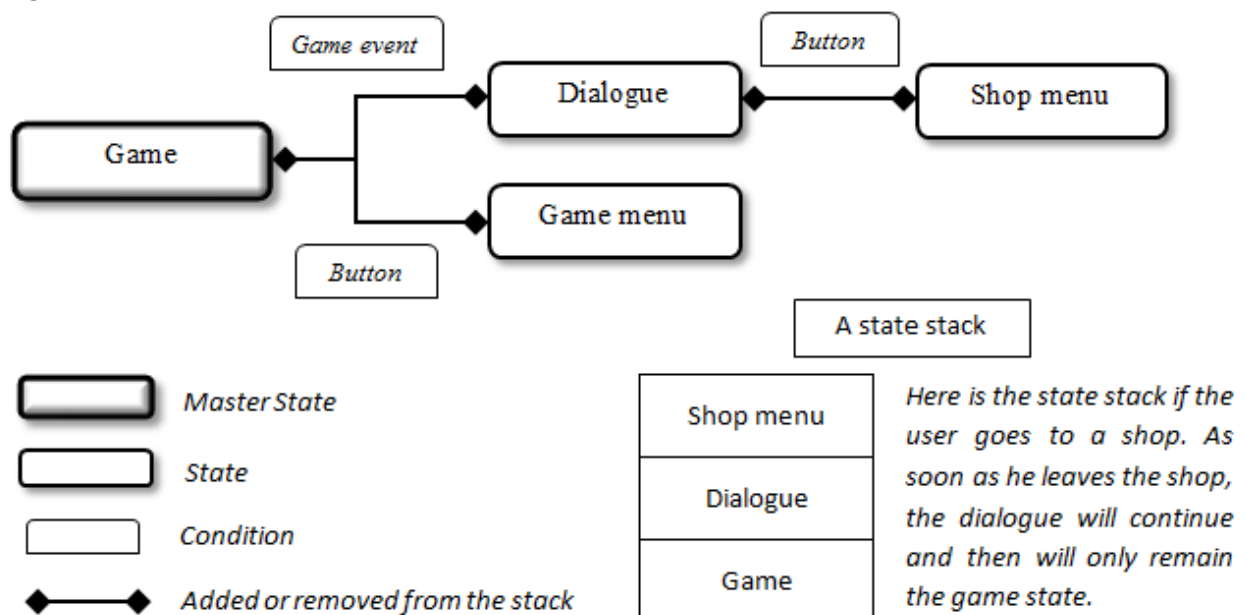 Game event
Button
Dialogue
Shop menu
Game
Game menu
Button
A state stack
Master State
State
Condition
Added or removed from the stack
Shop menu
Dialogue
Game
Here is the state stack if the
user goes to a shop. As
soon as he leaves the shop,
the dialogue will continue
and then will only remain
the game state.